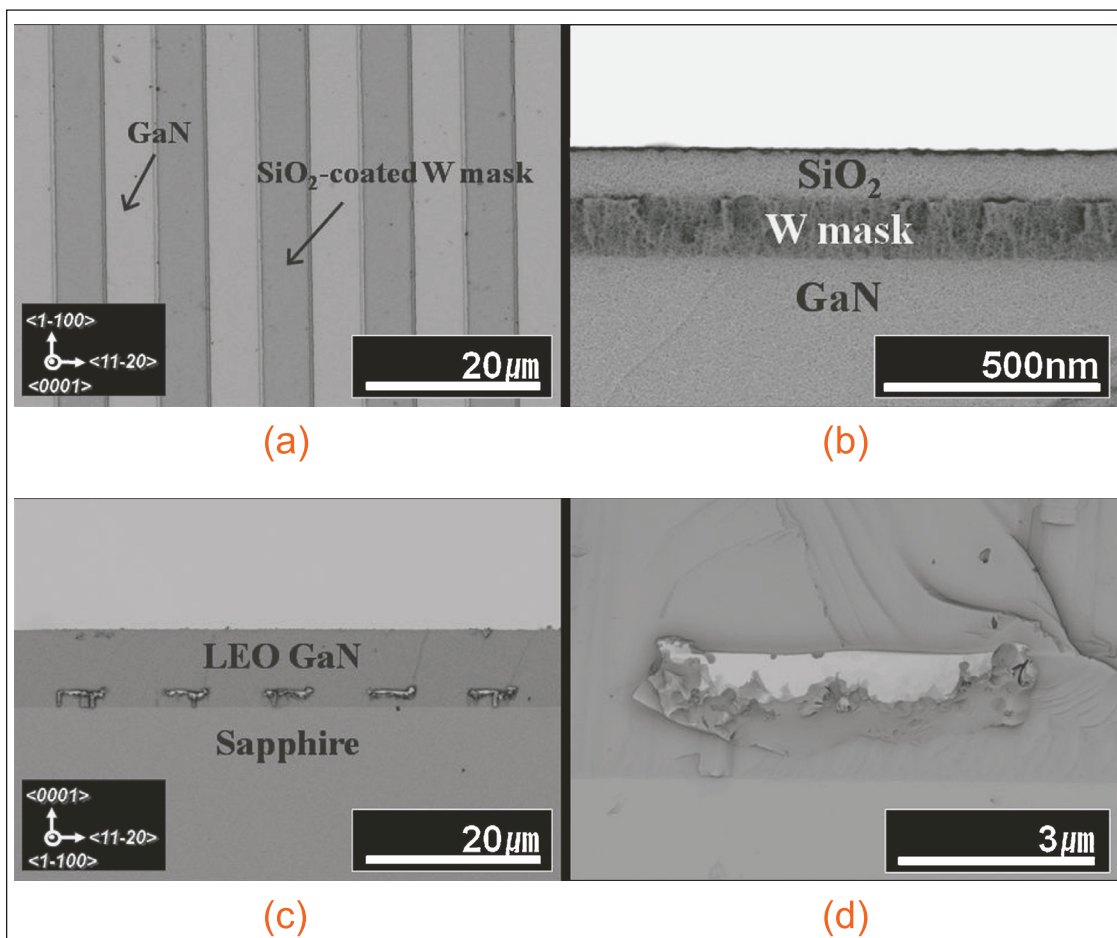 GaN
SiO₂-coated W mask
<1-100>
<11-20>
<0001>
20㎛
(a)
SiO₂
W mask
GaN
500nm
(b)
LEO GaN
Sapphire
<0001>
<11-20>
<1-100>
20㎛
(c)
3㎛
(d)